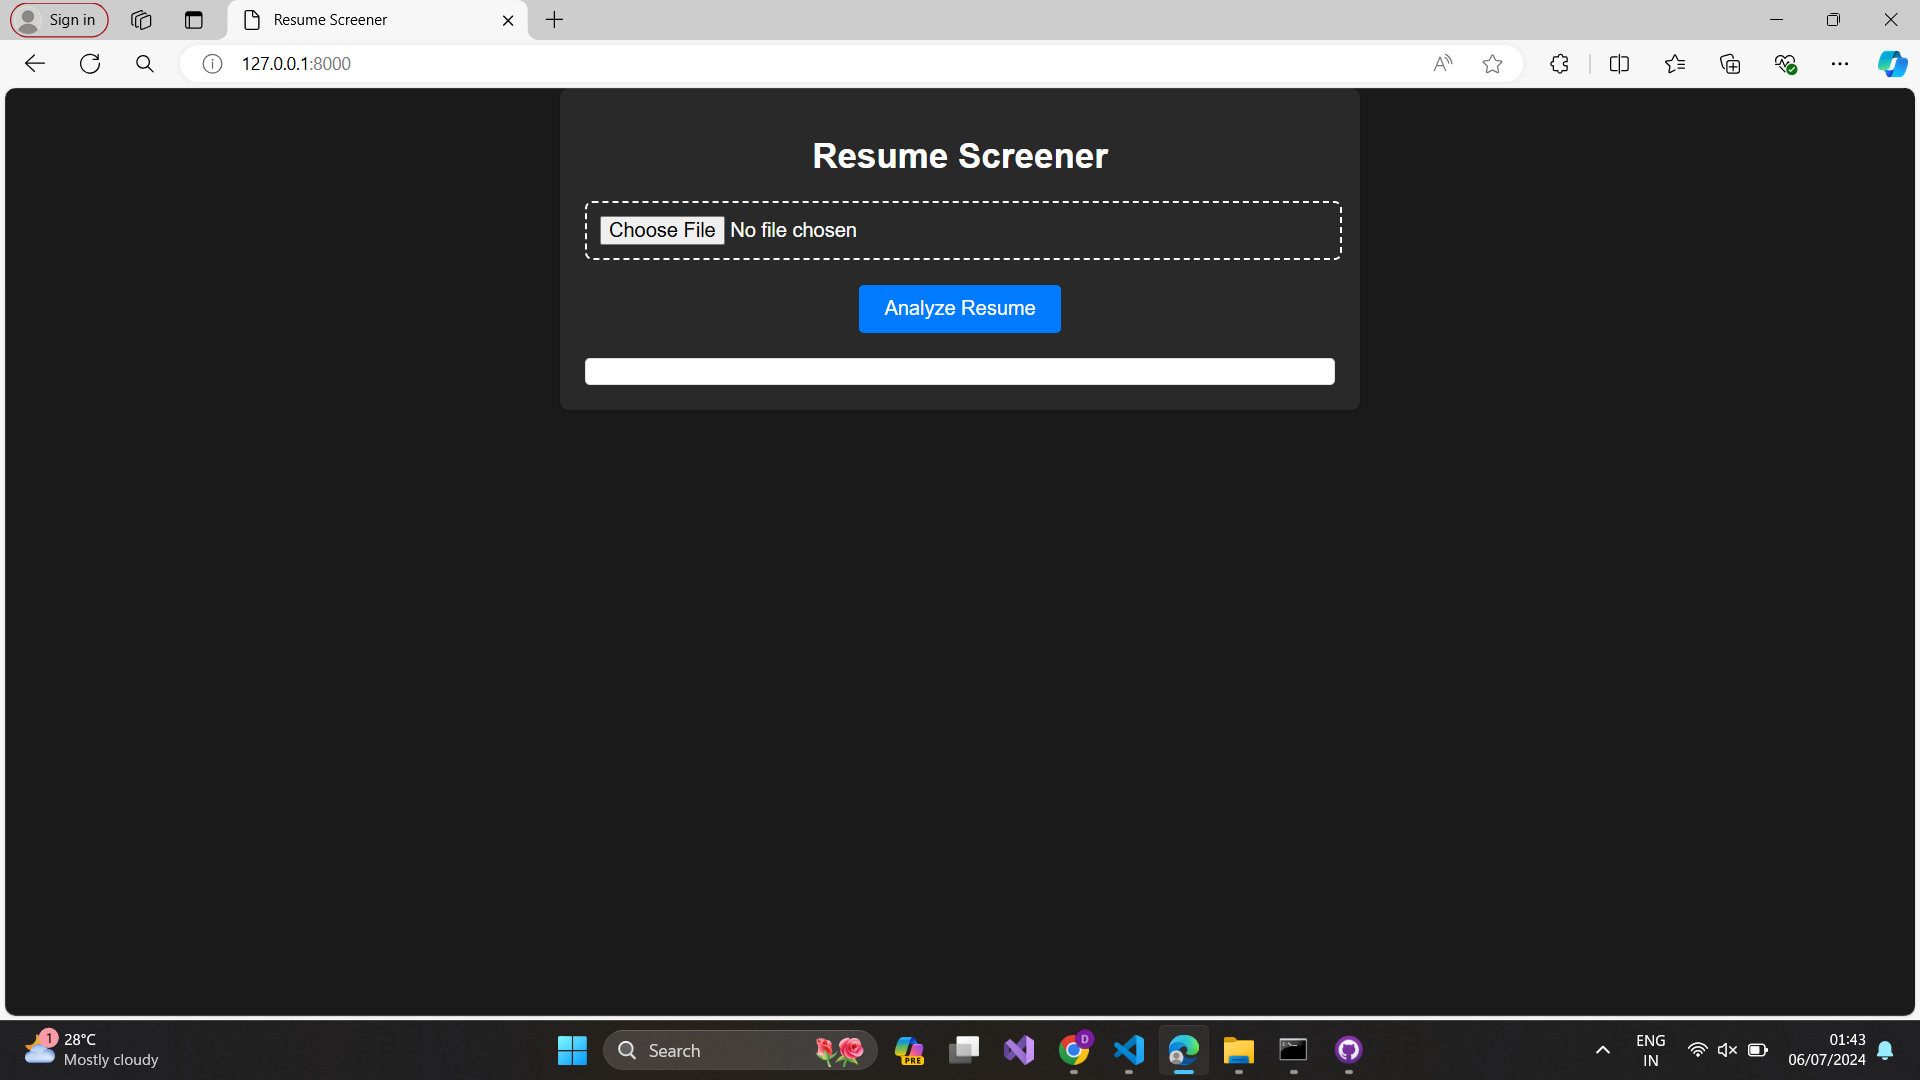 Sign in
Resume Screener
127.0.0.1:8000
Resume Screener
Choose File No file chosen
Analyze Resume
1
28°C
Mostly cloudy
Search
PRE
D
ENG
IN
01:43
06/07/2024